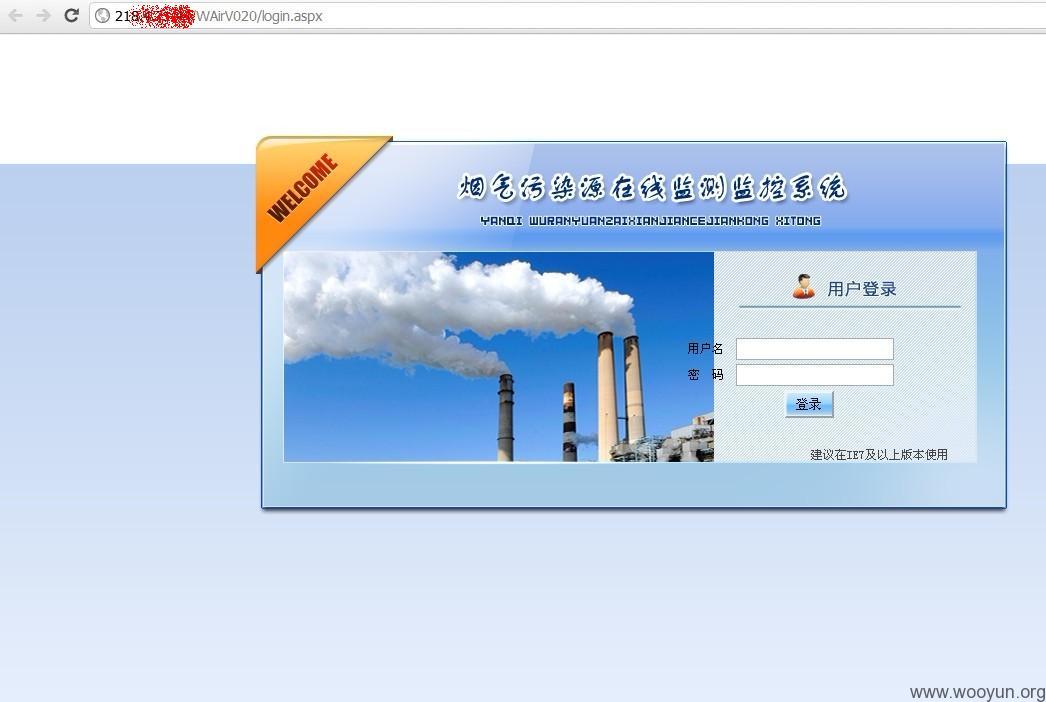 /WAirV020/login.aspx
WELCOME
烟气污染源在线监测监控系统
YANQI WURANYUANZAIXIANJIANCEJIANKONG XITONG
用户登录
用户名
密 码
登录
建议在IE7及以上版本使用
www.wooyun.org